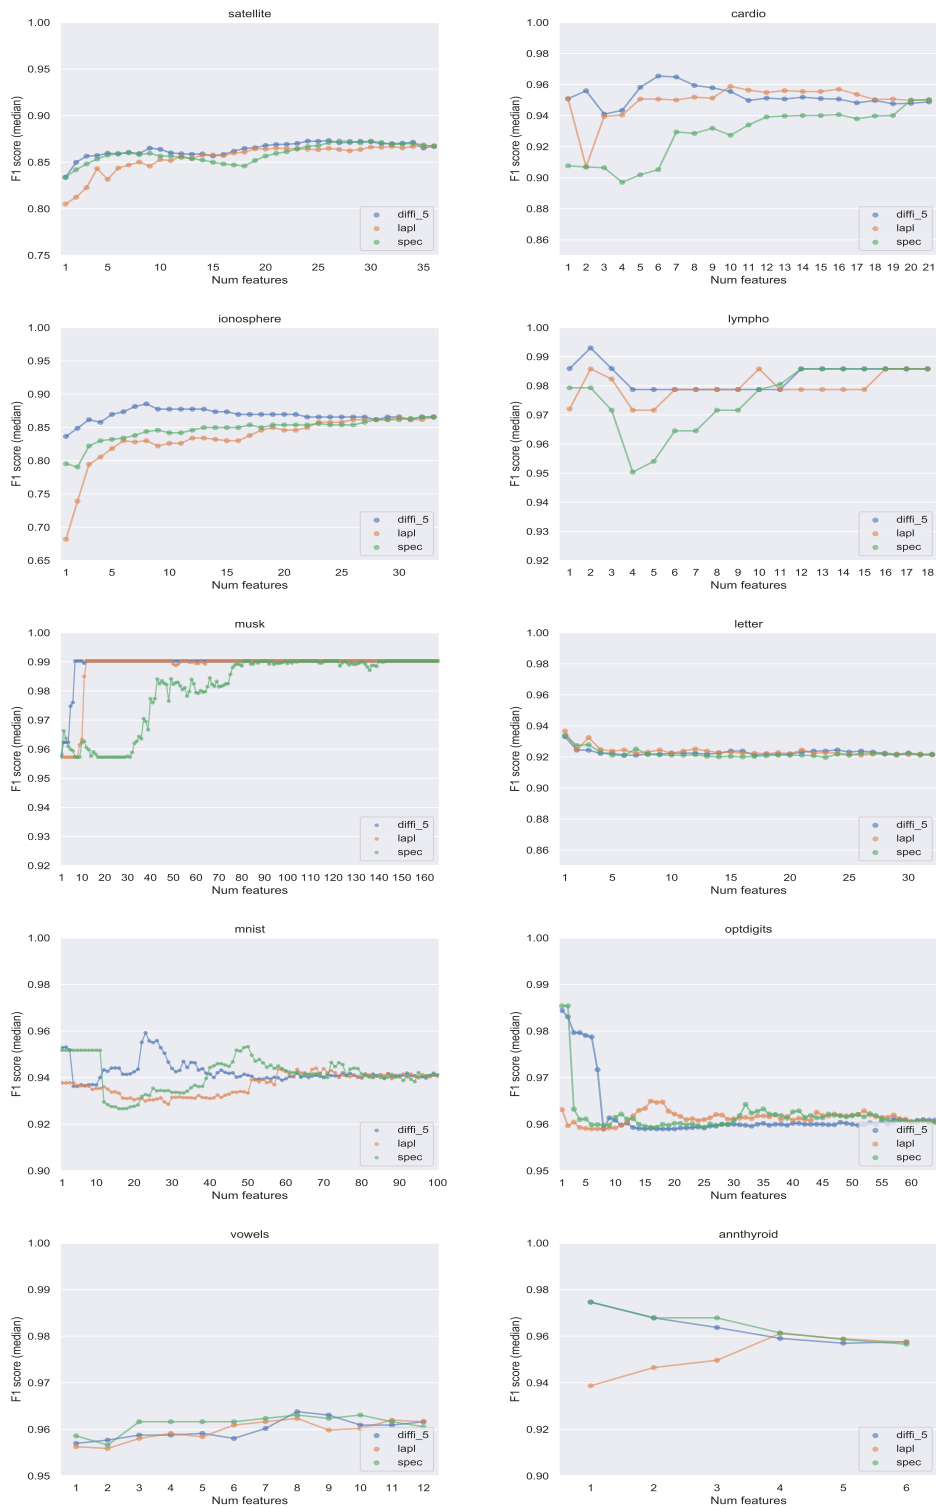 satellite
1.00
0.95
0.90
0.85
0.80
0.75
F1 score (median)
diffi_5
lapl
spec
1 5 10 15 20 25 30 35
Num features
cardio
1.00
0.98
0.96
0.94
0.92
0.90
0.88
0.86
F1 score (median)
diffi_5
lapl
spec
1 2 3 4 5 6 7 8 9 10 11 12 13 14 15 16 17 18 19 20 21
Num features
ionosphere
1.00
0.95
0.90
0.85
0.80
0.75
0.70
0.65
F1 score (median)
diffi_5
lapl
spec
1 5 10 15 20 25 30
Num features
lympho
1.00
0.99
0.98
0.97
0.96
0.95
0.94
0.93
0.92
F1 score (median)
diffi_5
lapl
spec
1 2 3 4 5 6 7 8 9 10 11 12 13 14 15 16 17 18
Num features
musk
1.00
0.99
0.98
0.97
0.96
0.95
0.94
0.93
0.92
F1 score (median)
diffi_5
lapl
spec
1 10 20 30 40 50 60 70 80 90 100 110 120 130 140 150 160
Num features
letter
1.00
0.98
0.96
0.94
0.92
0.90
0.88
0.86
F1 score (median)
diffi_5
lapl
spec
1 5 10 15 20 25 30
Num features
mnist
1.00
0.98
0.96
0.94
0.92
0.90
F1 score (median)
diffi_5
lapl
spec
1 10 20 30 40 50 60 70 80 90 100
Num features
optdigits
1.00
0.99
0.98
0.97
0.96
0.95
F1 score (median)
diffi_5
lapl
spec
1 5 10 15 20 25 30 35 40 45 50 55 60
Num features
vowels
1.00
0.99
0.98
0.97
0.96
0.95
F1 score (median)
diffi_5
lapl
spec
1 2 3 4 5 6 7 8 9 10 11 12
Num features
annthyroid
1.00
0.98
0.96
0.94
0.92
0.90
F1 score (median)
diffi_5
lapl
spec
1 2 3 4 5 6
Num features